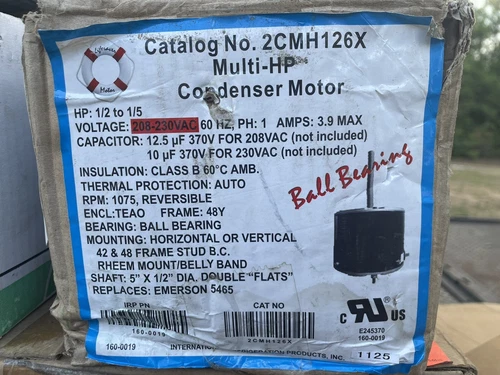 Lifesaver
Motor
Catalog No. 2CMH126X
Multi-HP
Condenser Motor
HP: 1/2 to 1/5
VOLTAGE: 208-230VAC 60 HZ, PH: 1 AMPS: 3.9 MAX
CAPACITOR: 12.5 µF 370V FOR 208VAC (not included)
10 µF 370V FOR 230VAC (not included)
INSULATION: CLASS B 60°C AMB.
THERMAL PROTECTION: AUTO
RPM: 1075, REVERSIBLE
ENCL:TEAO FRAME: 48Y
BEARING: BALL BEARING
MOUNTING: HORIZONTAL OR VERTICAL
42 & 48 FRAME STUD B.C.
RHEEM MOUNT/BELLY BAND
SHAFT: 5" X 1/2" DIA. DOUBLE "FLATS"
REPLACES: EMERSON 5465
Ball Bearing
IRP PN
160-0019
CAT NO
2CMH126X
C UR US
E245370
160-0019
160-0019
PRODUCTS, INC.
1125